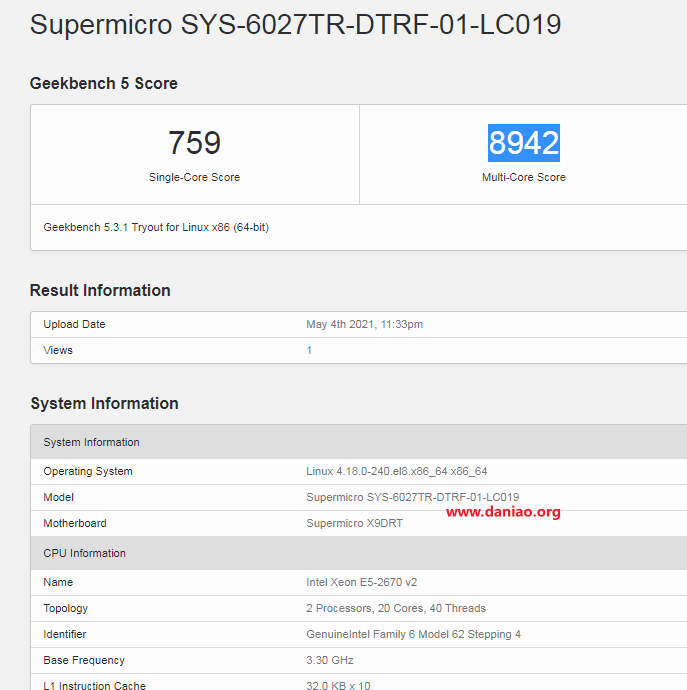 Supermicro SYS-6027TR-DTRF-01-LC019
Geekbench 5 Score
759 8942
Single-Core Score Multi-Core Score
Geekbench 5.3.1 Tryout for Linux x86 (64-bit)
Result Information
Upload Date May 4th 2021, 11:33pm
Views 1
System Information
System Information
Operating System Linux 4.18.0-240.el8.x86_64 x86_64
Model Supermicro SYS-6027TR-DTRF-01-LC019
www.daniao.org
Motherboard Supermicro X9DRT
CPU Information
Name Intel Xeon E5-2670 v2
Topology 2 Processors, 20 Cores, 40 Threads
Identifier GenuineIntel Family 6 Model 62 Stepping 4
Base Frequency 3.30 GHz
L1 Instruction Cache 32.0 KB x 10